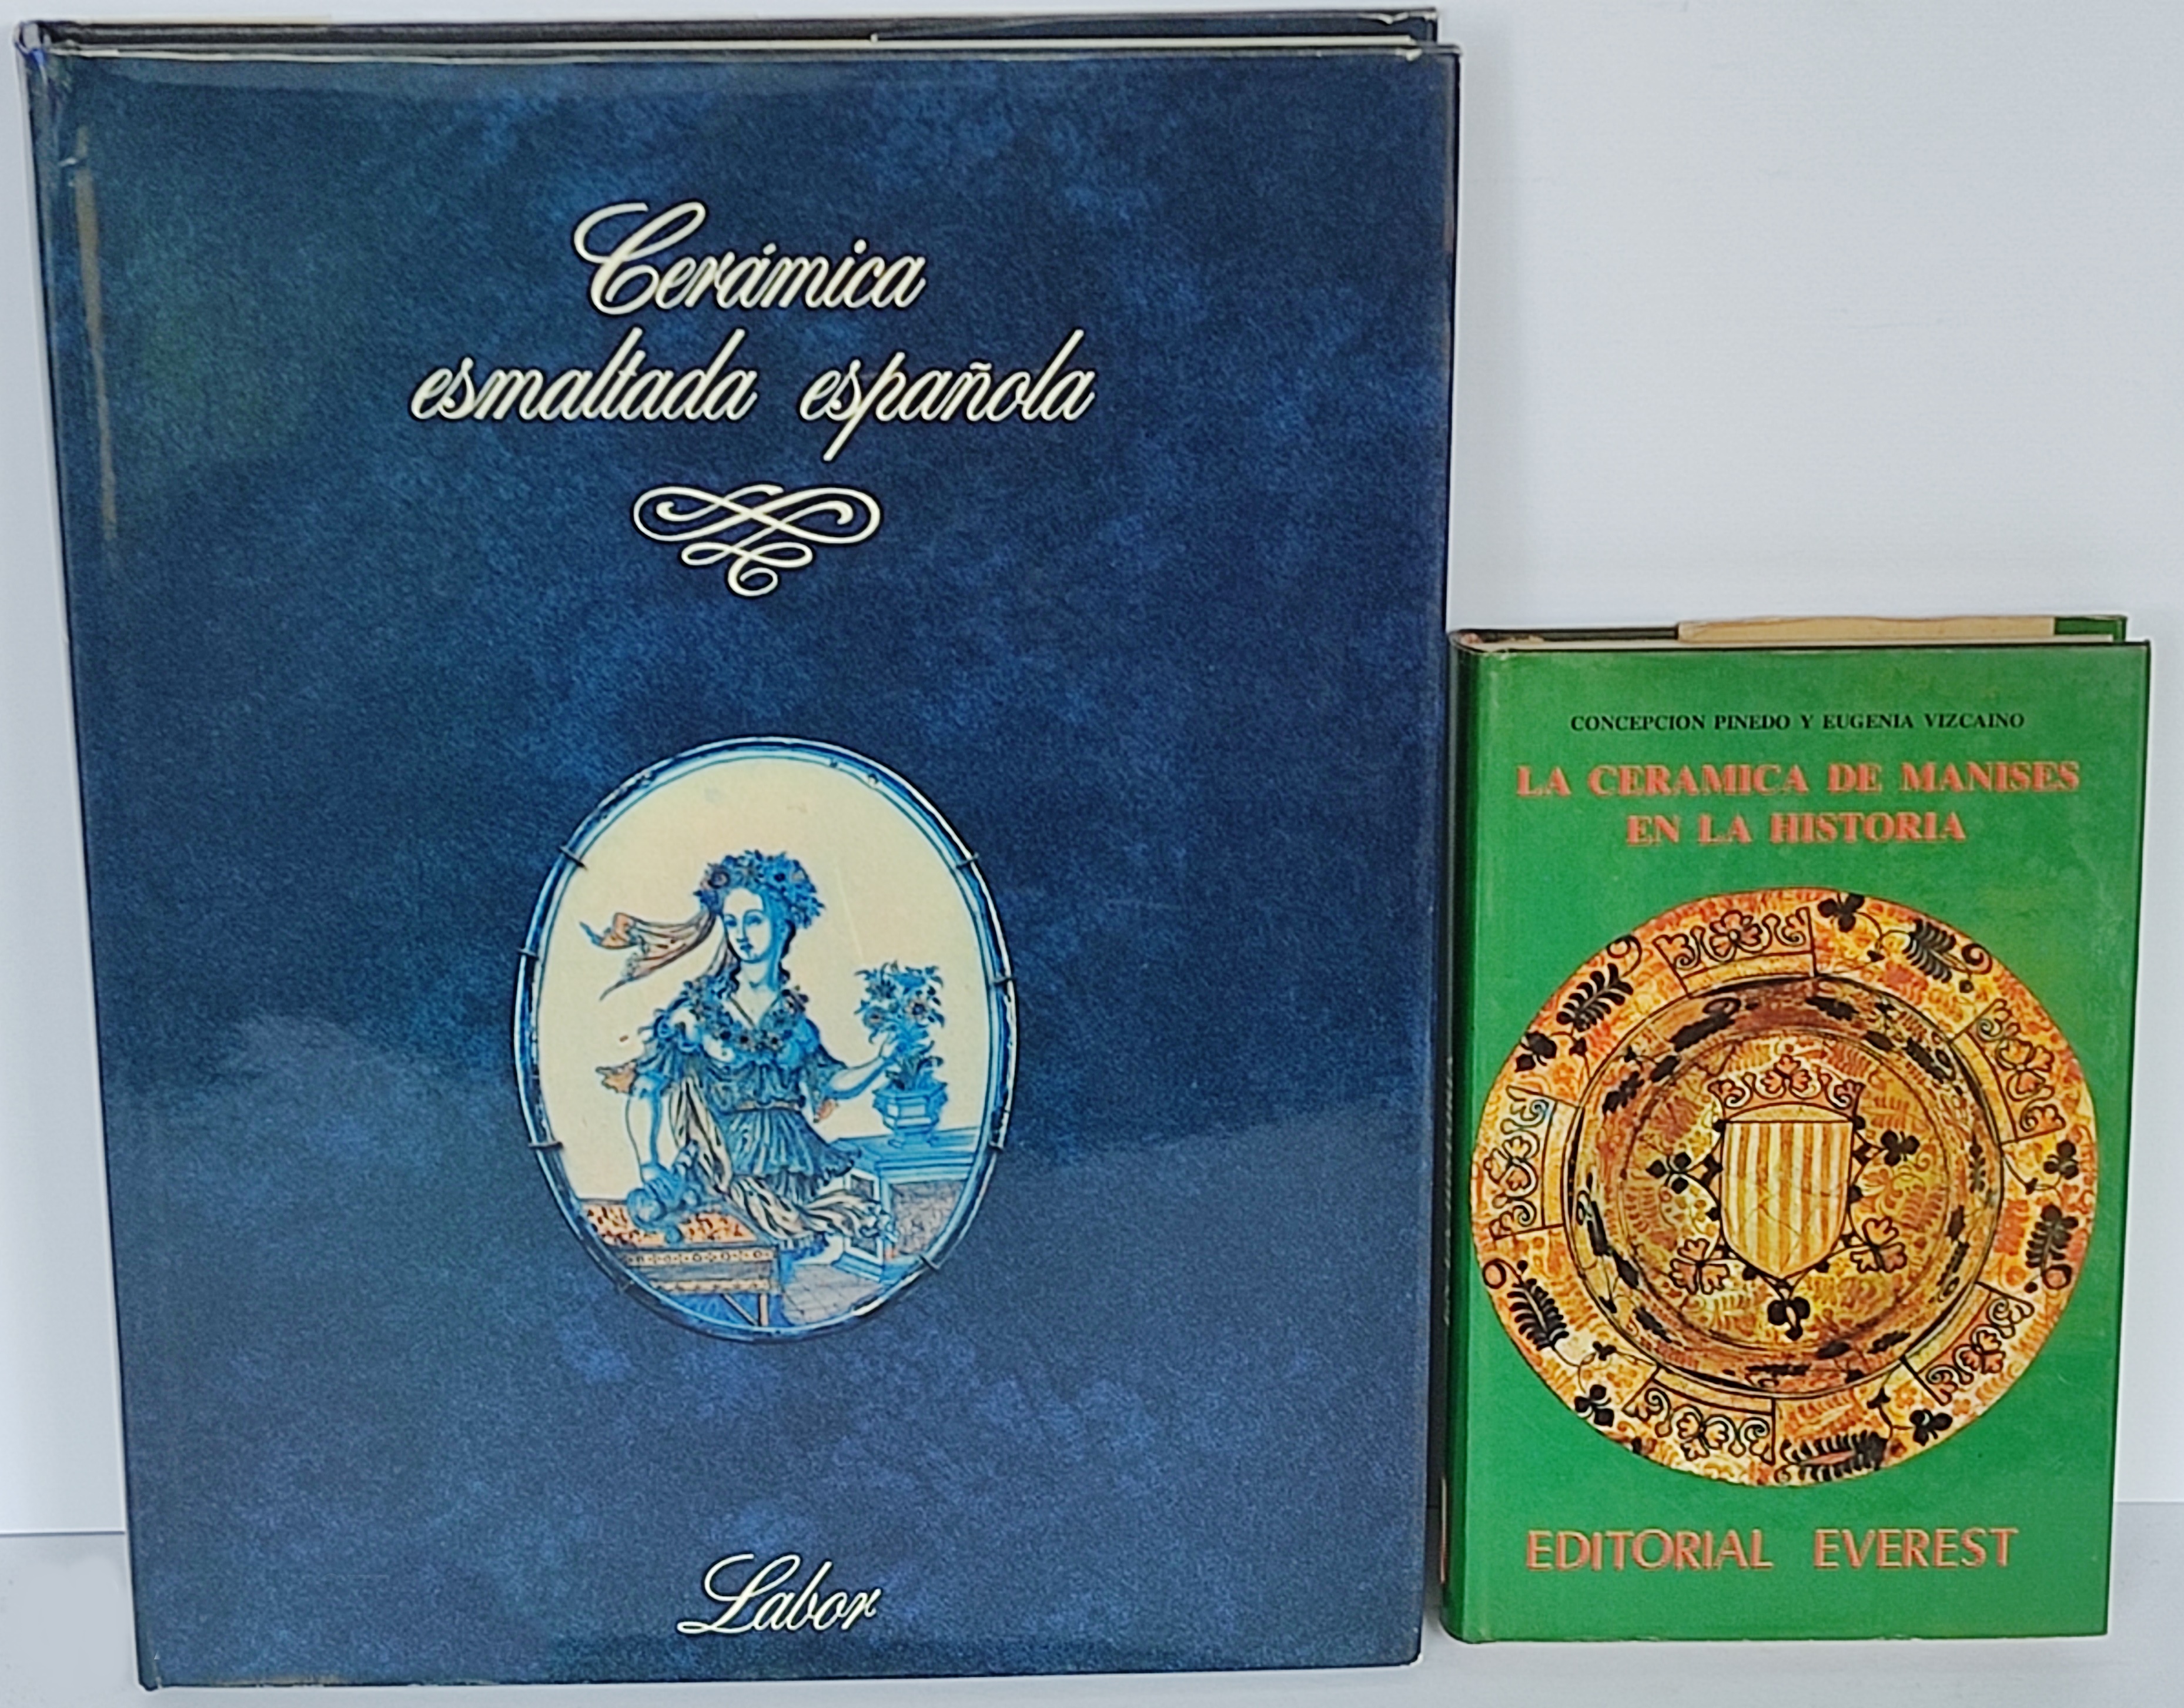 Cerámica
esmaltada española
Labor
CONCEPCION PINEDO Y EUGENIA VIZCAINO
LA CERAMICA DE MANISES
EN LA HISTORIA
EDITORIAL EVEREST